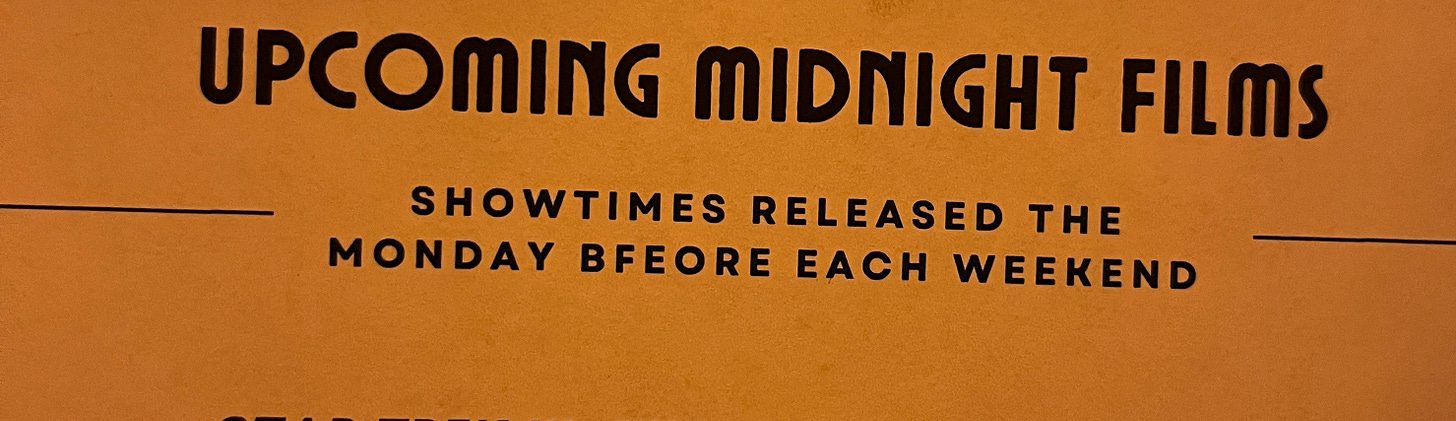 UPCOMING MIDNIGHT FILMS
SHOWTIMES RELEASED THE
MONDAY BFEORE EACH WEEKEND